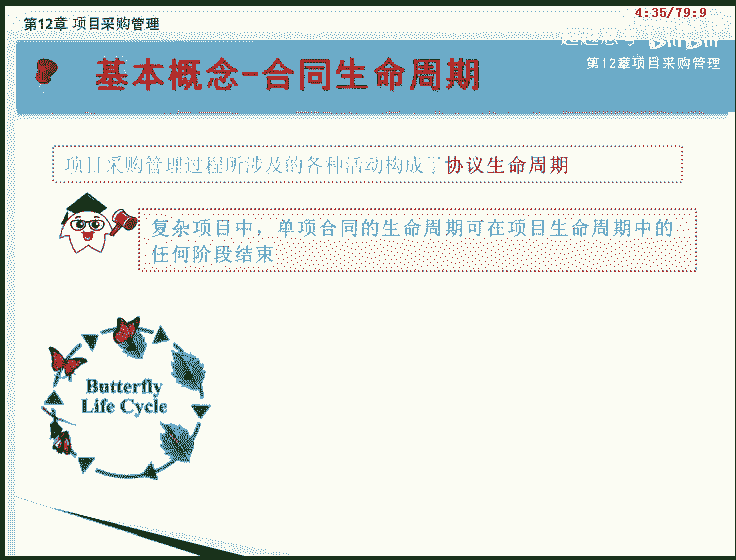 第12章 项目采购管理
4:35/79:9
第12章项目采购管理
基本概念-合同生命周期
项目采购管理过程所涉及的各种活动构成了协议生命周期
复杂项目中，单项合同的生命周期可在项目生命周期中的
任何阶段结束
Butterfly
Life Cycle